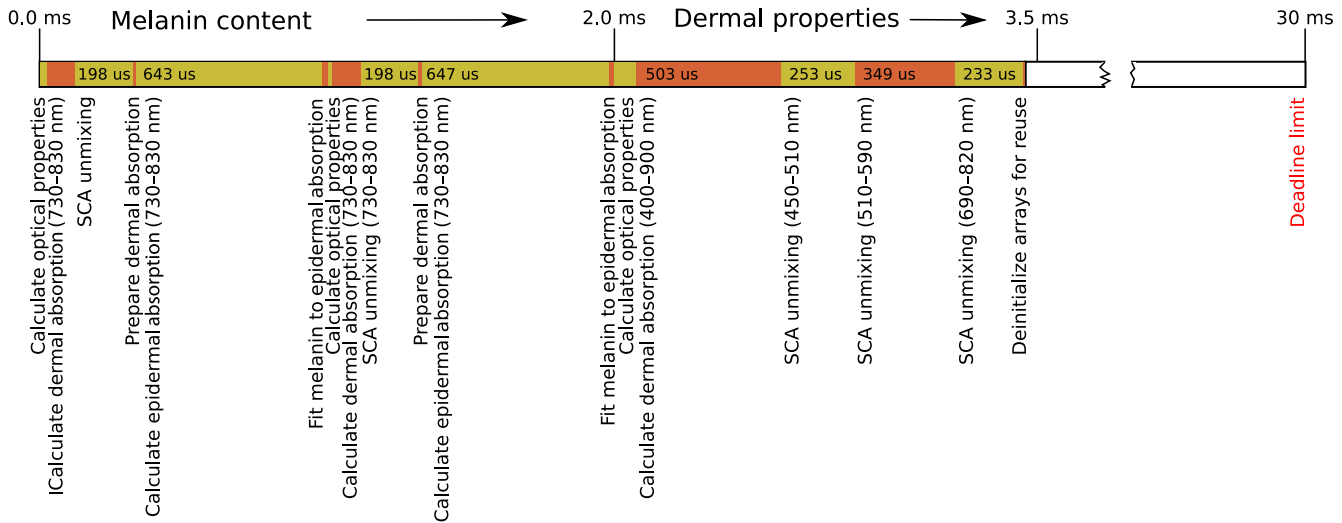 0.0 ms
Melanin content
2.0 ms
Dermal properties
3.5 ms
30 ms
198 us
643 us
198 us
647 us
503 us
253 us
349 us
233 us
Calculate optical properties
ICalculate dermal absorption (730–830 nm)
SCA unmixing
Prepare dermal absorption
Calculate epidermal absorption (730–830 nm)
Fit melanin to epidermal absorption
Calculate optical properties
Calculate dermal absorption (730–830 nm)
SCA unmixing (730–830 nm)
Prepare dermal absorption
Calculate epidermal absorption (730–830 nm)
Fit melanin to epidermal absorption
Calculate optical properties
Calculate dermal absorption (400–900 nm)
SCA unmixing (450–510 nm)
SCA unmixing (510–590 nm)
SCA unmixing (690–820 nm)
Deinitialize arrays for reuse
Deadline limit